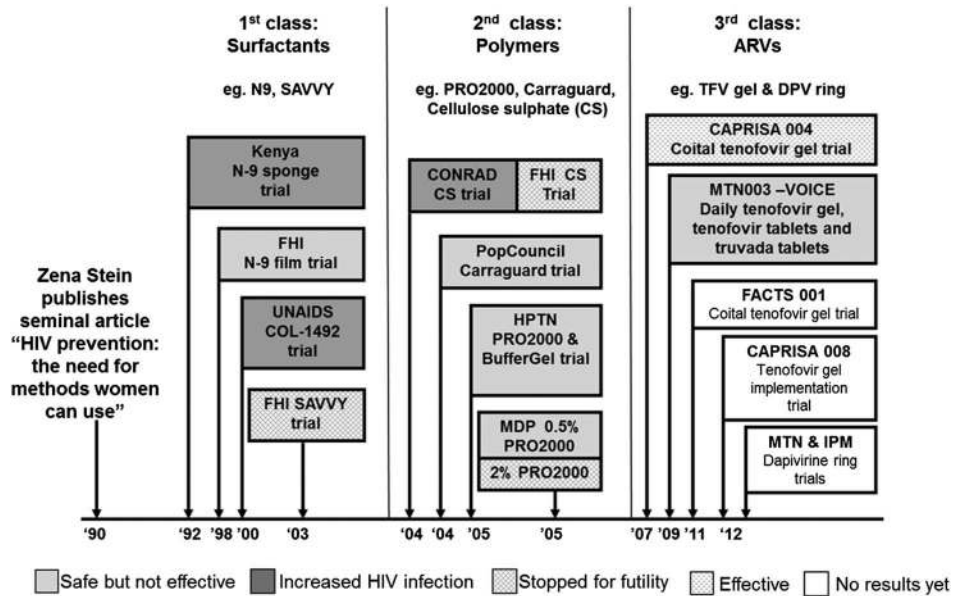 1st class:
Surfactants
eg. N9, SAVVY
2nd class:
Polymers
eg. PRO2000, Carraguard,
Cellulose sulphate (CS)
3rd class:
ARVs
eg. TFV gel & DPV ring
Zena Stein
publishes
seminal article
“HIV prevention:
the need for
methods women
can use”
Kenya
N-9 sponge
trial
FHI
N-9 film trial
UNAIDS
COL-1492
trial
FHI SAVVY
trial
CONRAD
CS trial
FHI CS
Trial
PopCouncil
Carraguard trial
HPTN
PRO2000 &
BufferGel trial
MDP 0.5%
PRO2000
2% PRO2000
CAPRISA 004
Coital tenofovir gel trial
MTN003 –VOICE
Daily tenofovir gel,
tenofovir tablets and
truvada tablets
FACTS 001
Coital tenofovir gel trial
CAPRISA 008
Tenofovir gel
implementation
trial
MTN & IPM
Dapivirine ring
trials
‘90 ‘92 ‘98 ‘00 ‘03 ‘04 ‘04 ‘05 ‘05 ‘07 ‘09 ‘11 ‘12
Safe but not effective Increased HIV infection Stopped for futility Effective No results yet